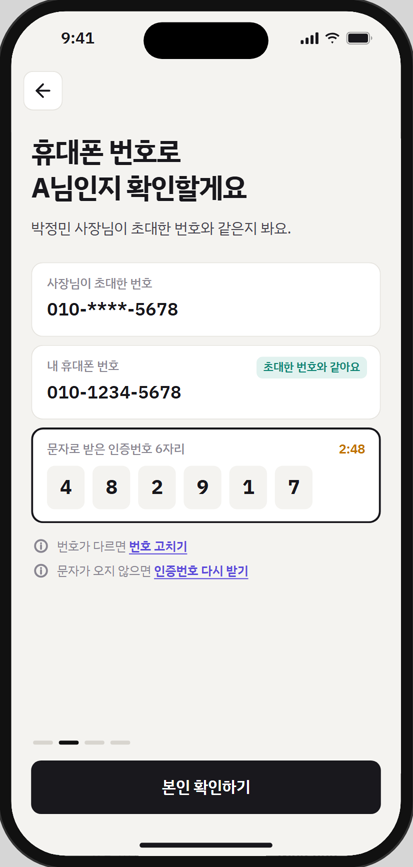 9:41
휴대폰 번호로
A님인지 확인할게요
박정민 사장님이 초대한 번호와 같은지 봐요.
사장님이 초대한 번호
010-****-5678
내 휴대폰 번호
초대한 번호와 같아요
010-1234-5678
문자로 받은 인증번호 6자리
2:48
4 8 2 9 1 7
번호가 다르면 번호 고치기
문자가 오지 않으면 인증번호 다시 받기
본인 확인하기